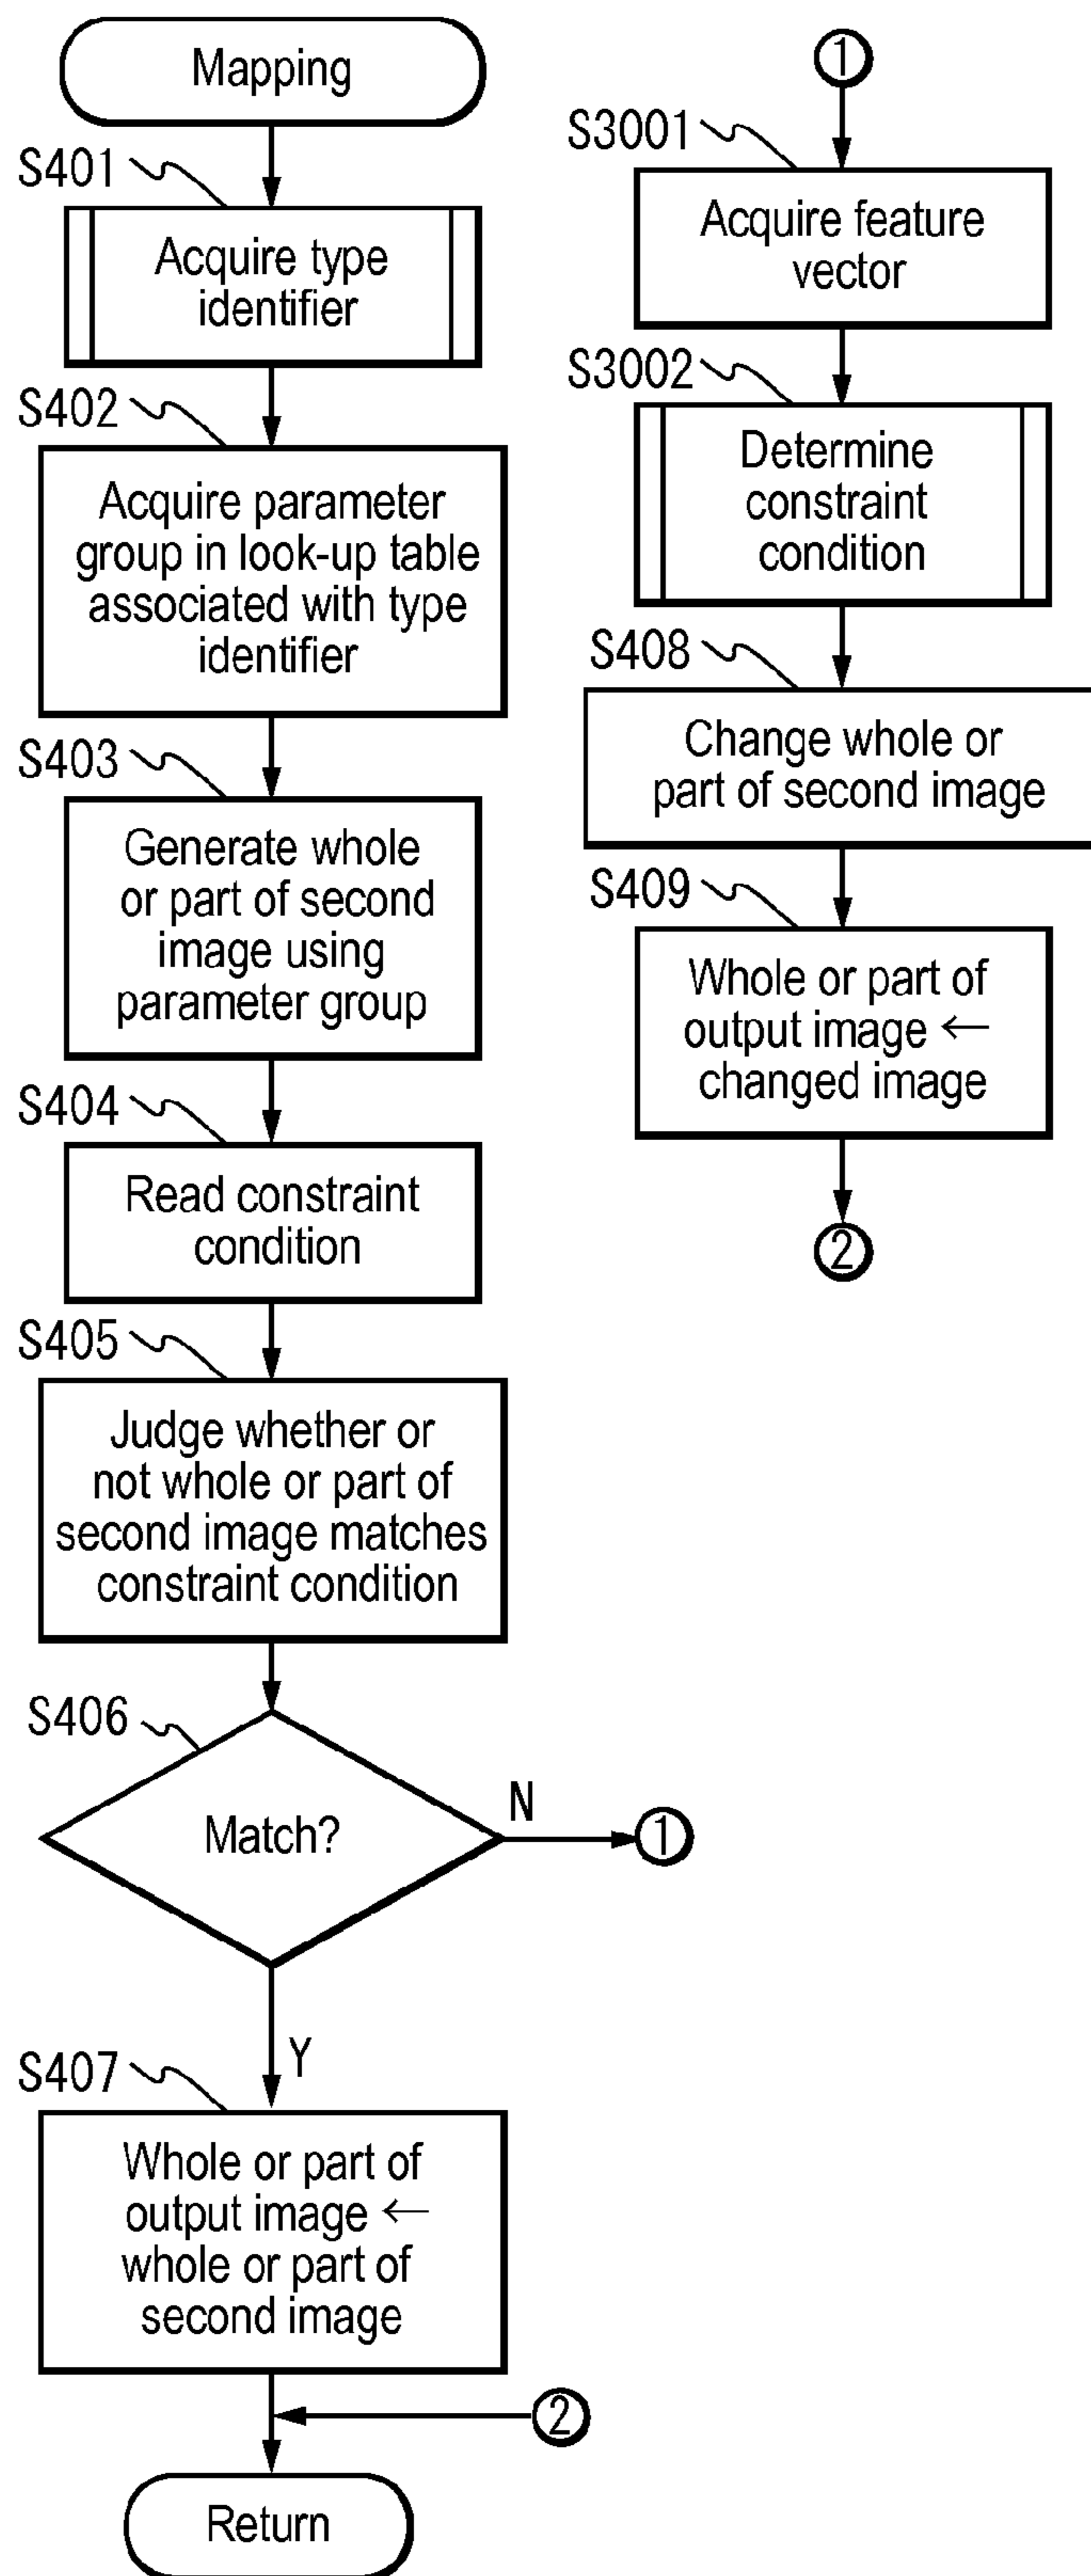 Mapping
S401
Acquire type
identifier
S402
Acquire parameter
group in look-up table
associated with type
identifier
S403
Generate whole
or part of second
image using
parameter group
S404
Read constraint
condition
S405
Judge whether or
not whole or part of
second image matches
constraint condition
S406
Match?
N
1
Y
S407
Whole or part of
output image ←
whole or part of
second image
2
Return
1
S3001
Acquire feature
vector
S3002
Determine
constraint
condition
S408
Change whole or
part of second image
S409
Whole or part of
output image ←
changed image
2